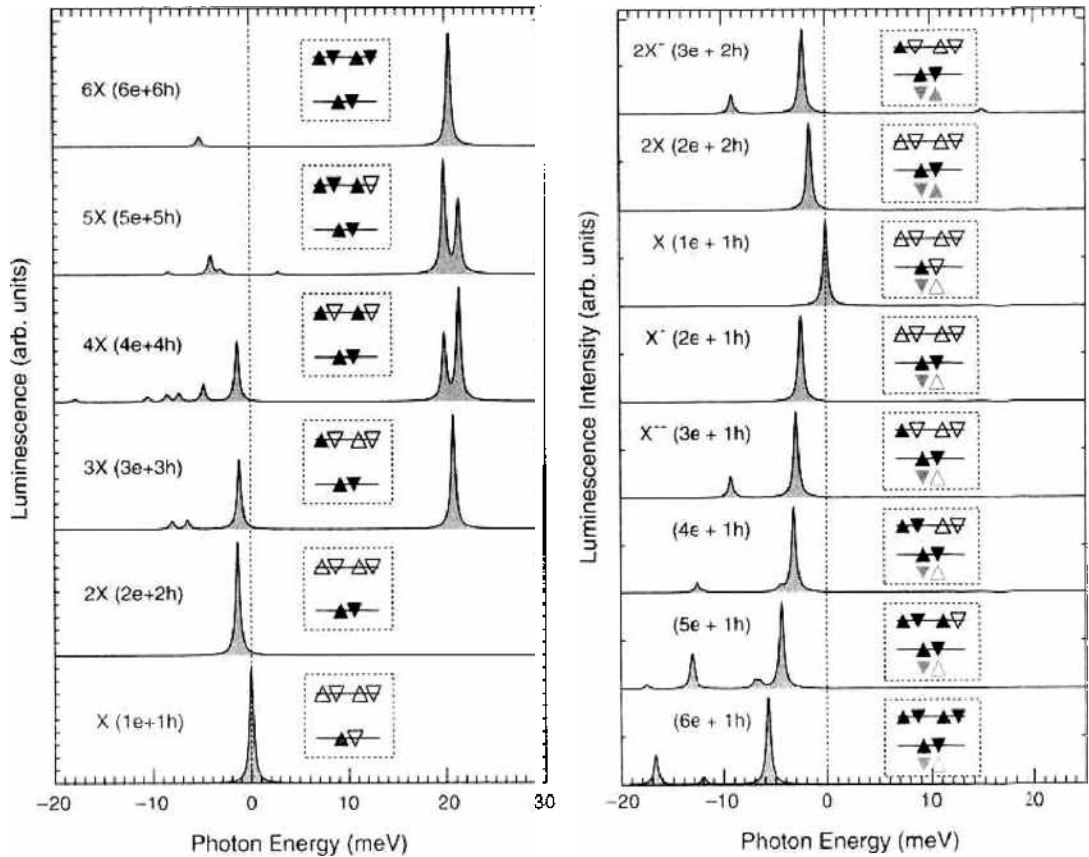 Luminescence (arb. units)
6X (6e+6h)
5X (5e+5h)
4X (4e+4h)
3X (3e+3h)
2X (2e+2h)
X (1e+1h)
−20 −10 0 10 20 30
Photon Energy (meV)
Luminescence Intensity (arb. units)
2X⁻ (3e + 2h)
2X (2e + 2h)
X (1e + 1h)
X⁻ (2e + 1h)
X⁻⁻ (3e + 1h)
(4e + 1h)
(5e + 1h)
(6e + 1h)
−20 −10 0 10 20
Photon Energy (meV)